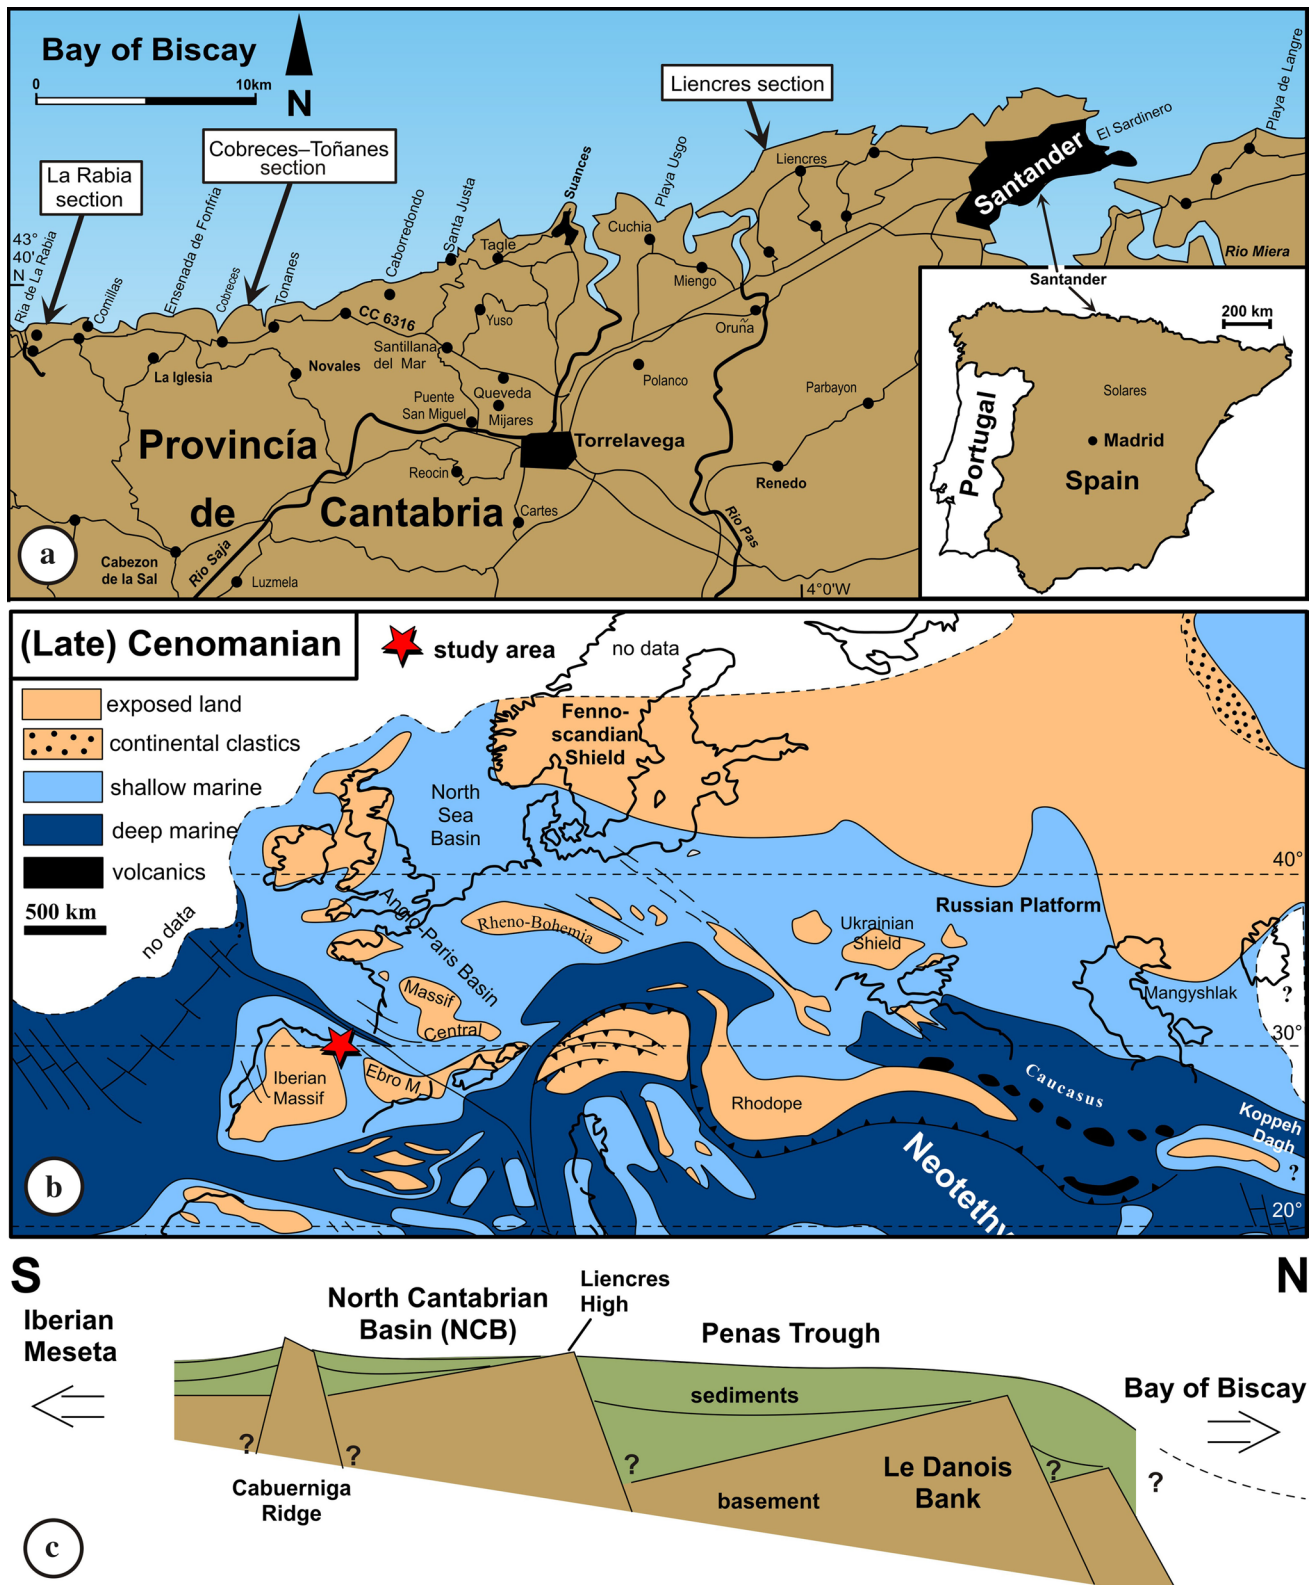 Bay of Biscay
0
10km
N
Liencres section
Cobreces–Toñanes
section
La Rabia
section
43°
40'
N
Ria de La Rabia
Comillas
Ensenada de Fonfria
Cobreces
Tonanes
Caborredondo
Santa Justa
Tagle
Suances
Cuchia
Playa Usgo
Miengo
Liencres
Santander
El Sardinero
Playa de Langre
Rio Miera
CC 6316
Yuso
Santillana
del Mar
Oruña
La Iglesia
Novales
Queveda
Mijares
Puente
San Miguel
Polanco
Parbayon
Torrelavega
Reocin
Renedo
Cartes
Provincía
de
Cantabria
Cabezon
de la Sal
Rio Saja
Luzmela
Rio Pas
4°0'W
a
Santander
200 km
Solares
Madrid
Portugal
Spain
(Late) Cenomanian
study area
no data
exposed land
continental clastics
shallow marine
deep marine
volcanics
500 km
no data
?
Fenno-
scandian
Shield
North
Sea
Basin
40°
Anglo-Paris Basin
Rheno-Bohemia
Ukrainian
Shield
Russian Platform
Massif
Central
Mangyshlak
?
30°
Iberian
Massif
Ebro M.
Rhodope
Caucasus
Koppeh
Dagh
?
Neotethy
20°
b
S
N
Iberian
Meseta
North Cantabrian
Basin (NCB)
Liencres
High
Penas Trough
Bay of Biscay
sediments
?
?
?
?
?
Cabuerniga
Ridge
basement
Le Danois
Bank
c